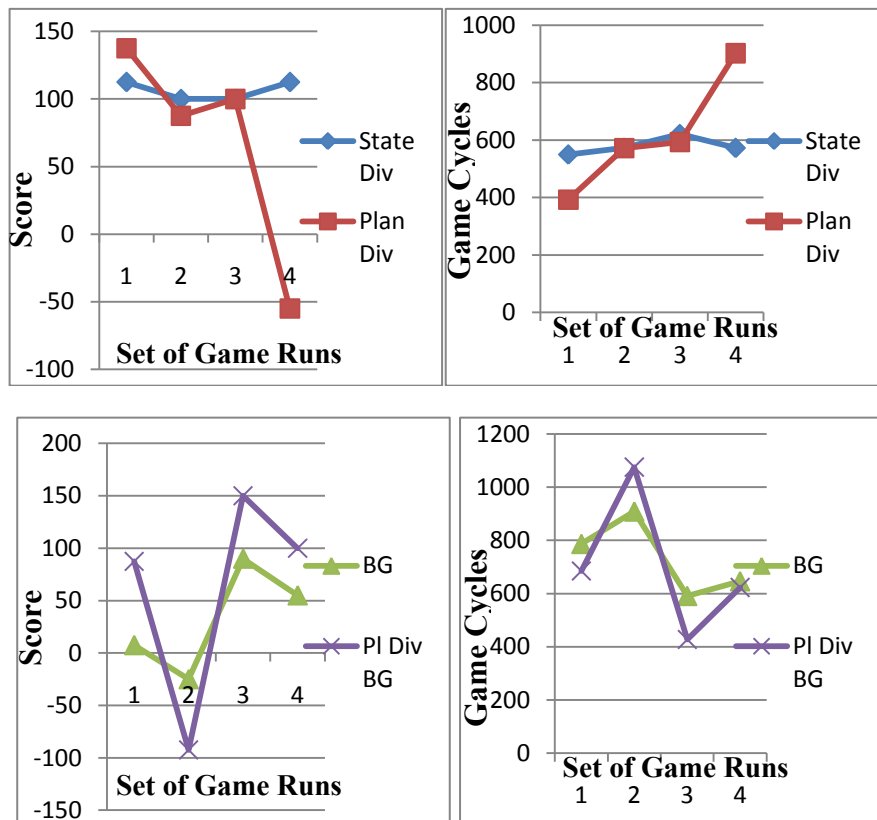 150
100
50
0
-50
-100
Score
1 2 3 4
Set of Game Runs
State
Div
Plan
Div
1000
800
600
400
200
0
Game Cycles
Set of Game Runs
1 2 3 4
State
Div
Plan
Div
200
150
100
50
0
-50
-100
-150
Score
1 2 3 4
Set of Game Runs
BG
Pl Div
BG
1200
1000
800
600
400
200
0
Game Cycles
Set of Game Runs
1 2 3 4
BG
Pl Div
BG